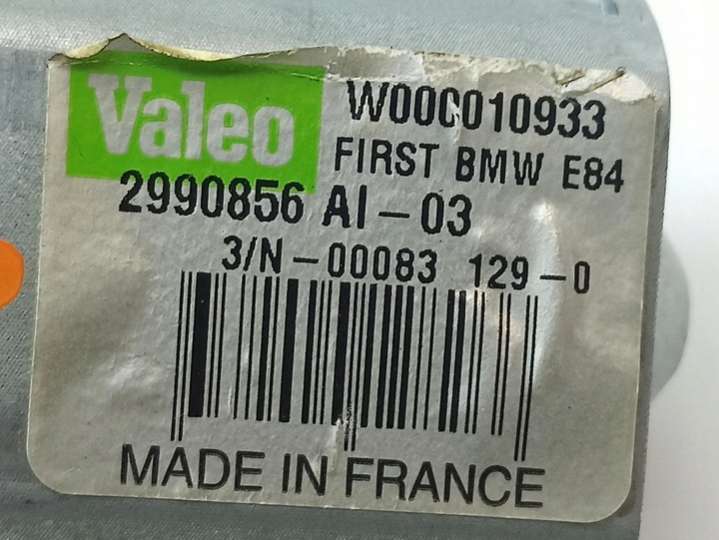 Valeo
W000010933
FIRST BMW E84
2990856 AI-03
3/N-00083 129-0
MADE IN FRANCE